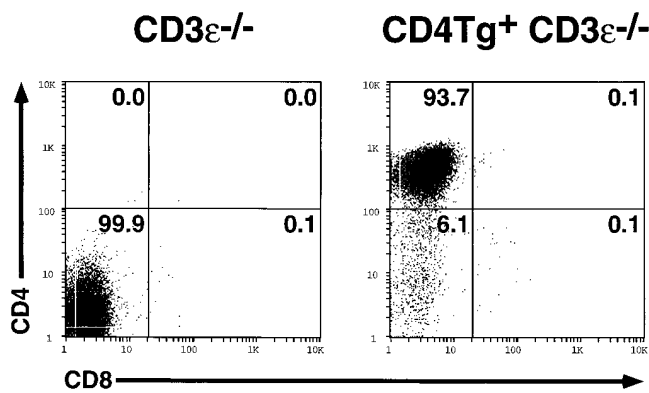 CD3ε-/- CD4Tg+ CD3ε-/-
10K 10K
0.0 0.0 93.7 0.1
1K 1K
100 100
99.9 0.1 6.1 0.1
10 10
CD4
1 1
1 10 100 1K 10K 1 10 100 1K 10K
CD8